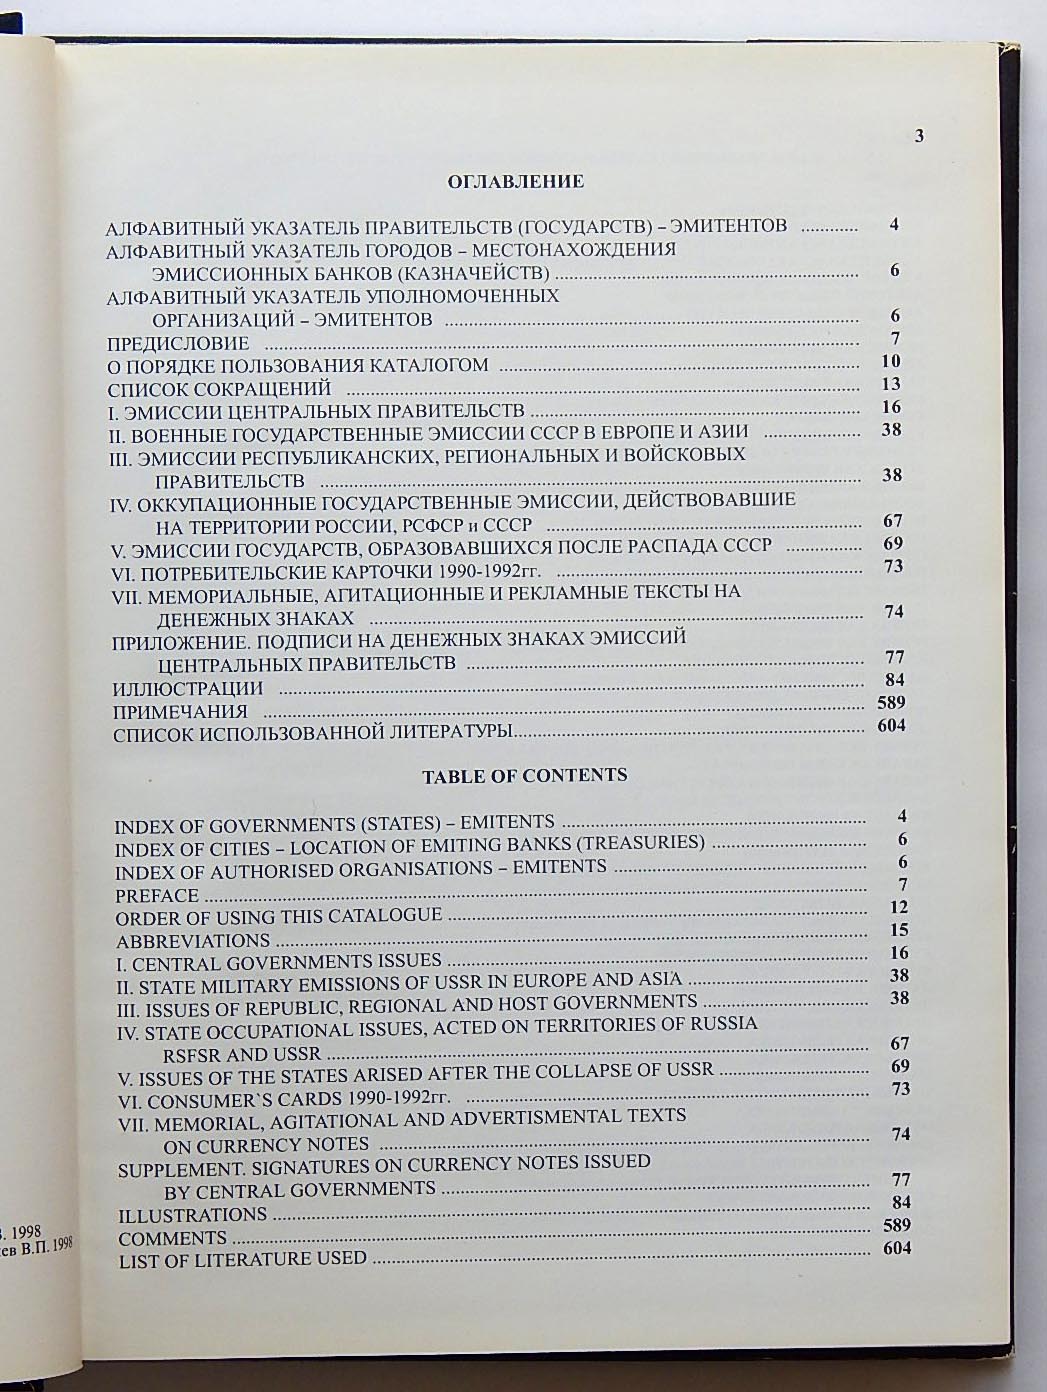 3
ОГЛАВЛЕНИЕ
АЛФАВИТНЫЙ УКАЗАТЕЛЬ ПРАВИТЕЛЬСТВ (ГОСУДАРСТВ) – ЭМИТЕНТОВ ............ 4
АЛФАВИТНЫЙ УКАЗАТЕЛЬ ГОРОДОВ – МЕСТОНАХОЖДЕНИЯ
ЭМИССИОННЫХ БАНКОВ (КАЗНАЧЕЙСТВ) ............ 6
АЛФАВИТНЫЙ УКАЗАТЕЛЬ УПОЛНОМОЧЕННЫХ
ОРГАНИЗАЦИЙ – ЭМИТЕНТОВ ............ 6
ПРЕДИСЛОВИЕ ............ 7
О ПОРЯДКЕ ПОЛЬЗОВАНИЯ КАТАЛОГОМ ............ 10
СПИСОК СОКРАЩЕНИЙ ............ 13
I. ЭМИССИИ ЦЕНТРАЛЬНЫХ ПРАВИТЕЛЬСТВ ............ 16
II. ВОЕННЫЕ ГОСУДАРСТВЕННЫЕ ЭМИССИИ СССР В ЕВРОПЕ И АЗИИ ............ 38
III. ЭМИССИИ РЕСПУБЛИКАНСКИХ, РЕГИОНАЛЬНЫХ И ВОЙСКОВЫХ
ПРАВИТЕЛЬСТВ ............ 38
IV. ОККУПАЦИОННЫЕ ГОСУДАРСТВЕННЫЕ ЭМИССИИ, ДЕЙСТВОВАВШИЕ
НА ТЕРРИТОРИИ РОССИИ, РСФСР и СССР ............ 67
V. ЭМИССИИ ГОСУДАРСТВ, ОБРАЗОВАВШИХСЯ ПОСЛЕ РАСПАДА СССР ............ 69
VI. ПОТРЕБИТЕЛЬСКИЕ КАРТОЧКИ 1990-1992гг. ............ 73
VII. МЕМОРИАЛЬНЫЕ, АГИТАЦИОННЫЕ И РЕКЛАМНЫЕ ТЕКСТЫ НА
ДЕНЕЖНЫХ ЗНАКАХ ............ 74
ПРИЛОЖЕНИЕ. ПОДПИСИ НА ДЕНЕЖНЫХ ЗНАКАХ ЭМИССИЙ
ЦЕНТРАЛЬНЫХ ПРАВИТЕЛЬСТВ ............ 77
ИЛЛЮСТРАЦИИ ............ 84
ПРИМЕЧАНИЯ ............ 589
СПИСОК ИСПОЛЬЗОВАННОЙ ЛИТЕРАТУРЫ............ 604
TABLE OF CONTENTS
INDEX OF GOVERNMENTS (STATES) – EMITENTS ............ 4
INDEX OF CITIES – LOCATION OF EMITING BANKS (TREASURIES) ............ 6
INDEX OF AUTHORISED ORGANISATIONS – EMITENTS ............ 6
PREFACE ............ 7
ORDER OF USING THIS CATALOGUE ............ 12
ABBREVIATIONS ............ 15
I. CENTRAL GOVERNMENTS ISSUES ............ 16
II. STATE MILITARY EMISSIONS OF USSR IN EUROPE AND ASIA ............ 38
III. ISSUES OF REPUBLIC, REGIONAL AND HOST GOVERNMENTS ............ 38
IV. STATE OCCUPATIONAL ISSUES, ACTED ON TERRITORIES OF RUSSIA
RSFSR AND USSR ............ 67
V. ISSUES OF THE STATES ARISED AFTER THE COLLAPSE OF USSR ............ 69
VI. CONSUMER`S CARDS 1990-1992гг. ............ 73
VII. MEMORIAL, AGITATIONAL AND ADVERTISMENTAL TEXTS
ON CURRENCY NOTES ............ 74
SUPPLEMENT. SIGNATURES ON CURRENCY NOTES ISSUED
BY CENTRAL GOVERNMENTS ............ 77
ILLUSTRATIONS ............ 84
COMMENTS ............ 589
LIST OF LITERATURE USED ............ 604
1998
В.П. 1998